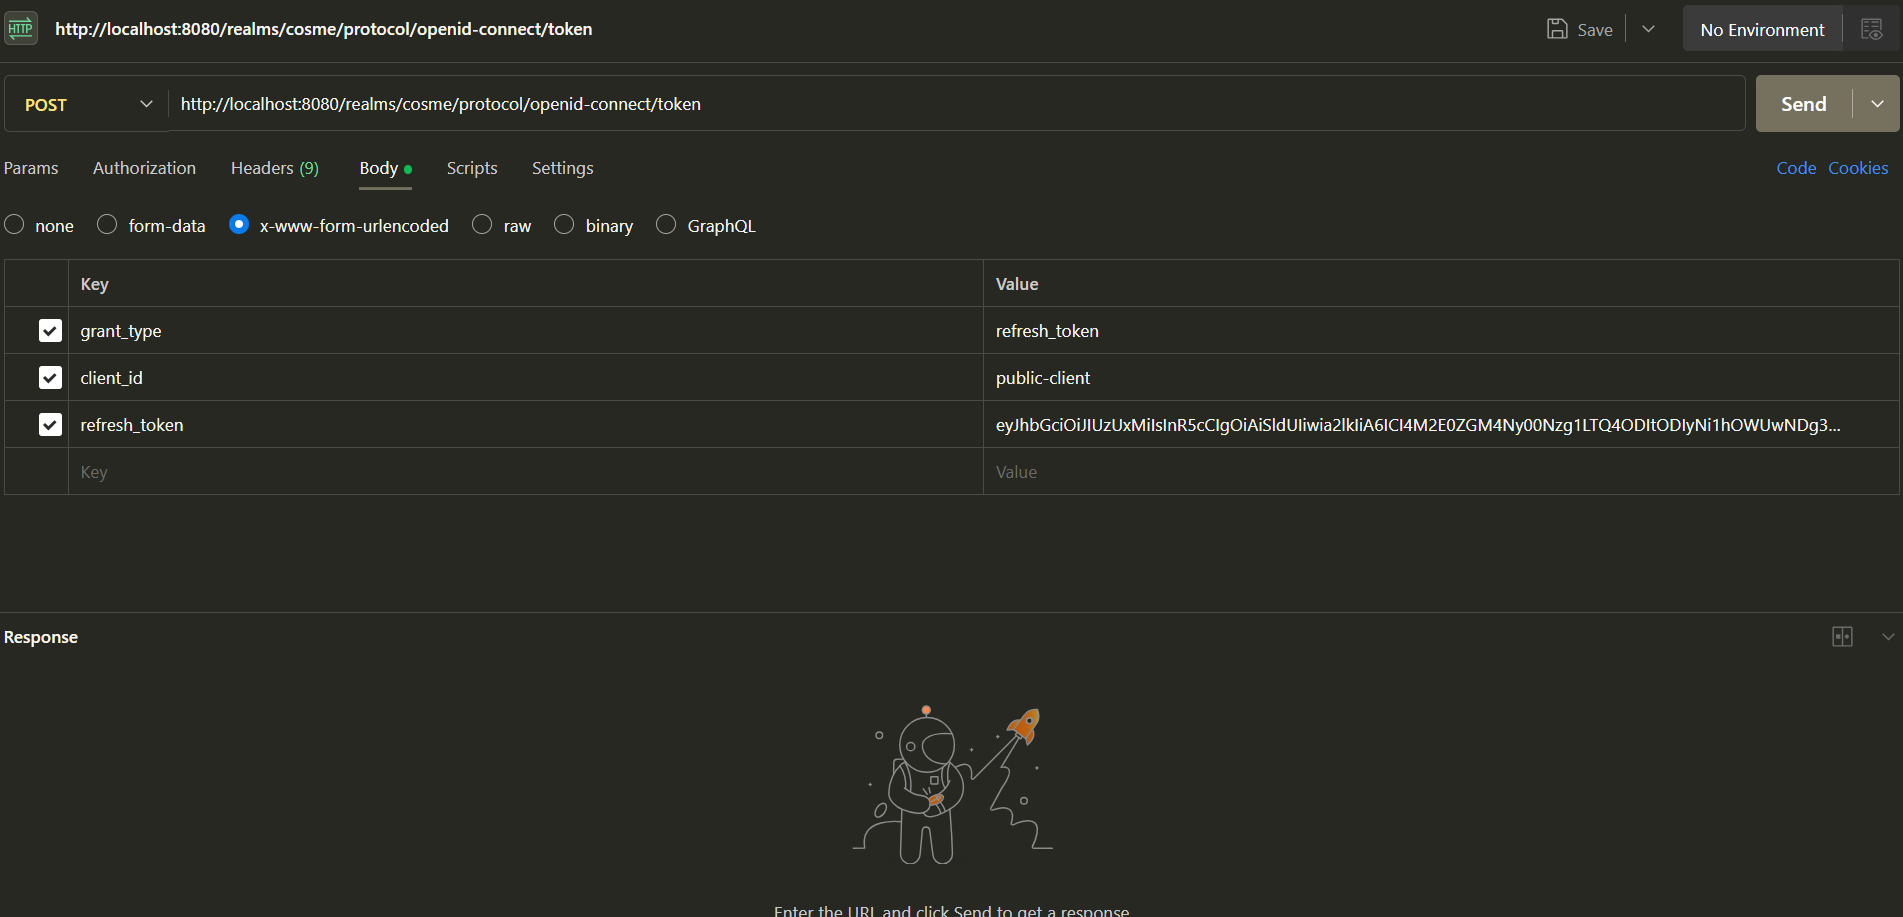 HTTP http://localhost:8080/realms/cosme/protocol/openid-connect/token Save No Environment
POST http://localhost:8080/realms/cosme/protocol/openid-connect/token Send
Params Authorization Headers (9) Body Scripts Settings Code Cookies
none form-data x-www-form-urlencoded raw binary GraphQL
Key Value
grant_type refresh_token
client_id public-client
refresh_token eyJhbGciOiJIUzUxMiIsInR5cCIgOiAiSldUIiwia2lkIiA6ICI4M2E0ZGM4Ny00Nzg1LTQ4ODItODIyNi1hOWUwNDg3...
Key Value
Response
Enter the URL and click Send to get a response